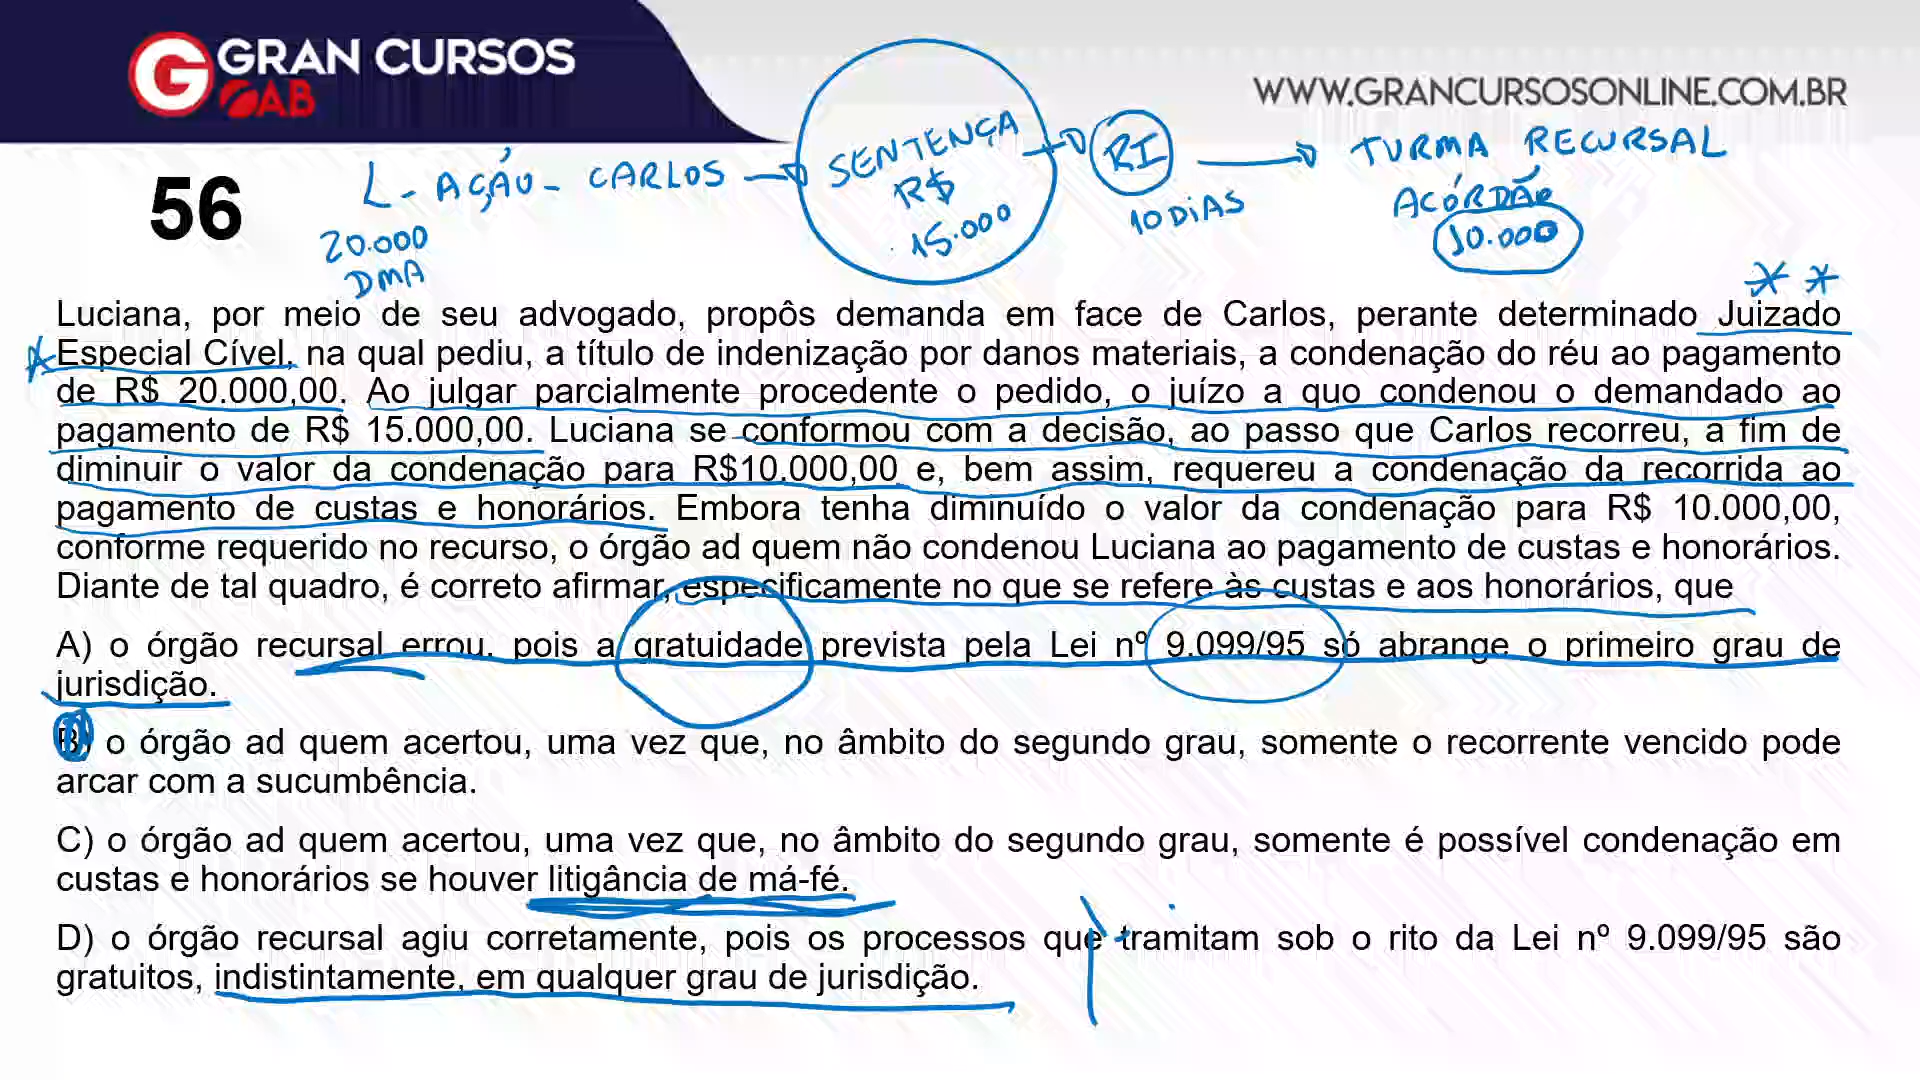 GRAN CURSOS
OAB
WWW.GRANCURSOSONLINE.COM.BR
56
L - AÇÃO - CARLOS
20.000
DMA
SENTENÇA
R$
15.000
RI
10 DIAS
TURMA RECURSAL
ACÓRDÃO
10.000
Luciana, por meio de seu advogado, propôs demanda em face de Carlos, perante determinado Juizado
Especial Cível, na qual pediu, a título de indenização por danos materiais, a condenação do réu ao pagamento
de R$ 20.000,00. Ao julgar parcialmente procedente o pedido, o juízo a quo condenou o demandado ao
pagamento de R$ 15.000,00. Luciana se conformou com a decisão, ao passo que Carlos recorreu, a fim de
diminuir o valor da condenação para R$10.000,00 e, bem assim, requereu a condenação da recorrida ao
pagamento de custas e honorários. Embora tenha diminuído o valor da condenação para R$ 10.000,00,
conforme requerido no recurso, o órgão ad quem não condenou Luciana ao pagamento de custas e honorários.
Diante de tal quadro, é correto afirmar, especificamente no que se refere às custas e aos honorários, que
A) o órgão recursal errou, pois a gratuidade prevista pela Lei nº 9.099/95 só abrange o primeiro grau de
jurisdição.
B) o órgão ad quem acertou, uma vez que, no âmbito do segundo grau, somente o recorrente vencido pode
arcar com a sucumbência.
C) o órgão ad quem acertou, uma vez que, no âmbito do segundo grau, somente é possível condenação em
custas e honorários se houver litigância de má-fé.
D) o órgão recursal agiu corretamente, pois os processos que tramitam sob o rito da Lei nº 9.099/95 são
gratuitos, indistintamente, em qualquer grau de jurisdição.